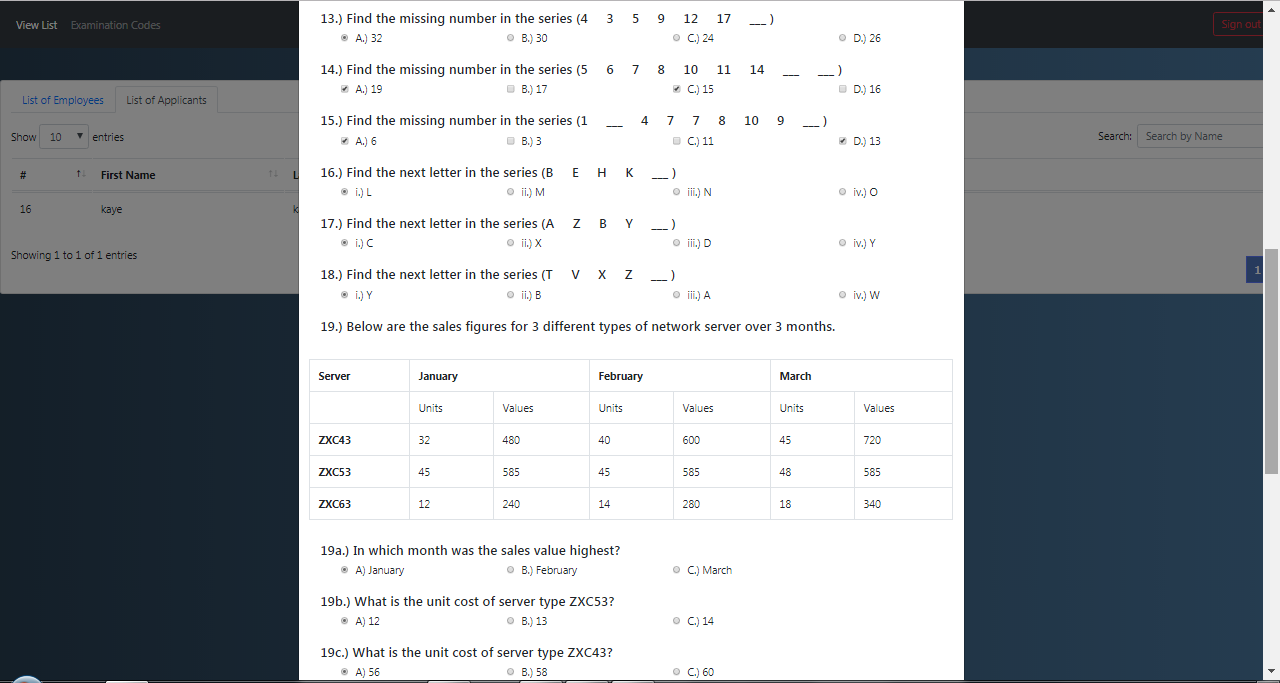 View List Examination Codes Sign out
List of Employees List of Applicants
Show 10 entries Search: Search by Name
# First Name L
16 kaye k
Showing 1 to 1 of 1 entries
1
13.) Find the missing number in the series (4 3 5 9 12 17 ___ )
A.) 32 B.) 30 C.) 24 D.) 26
14.) Find the missing number in the series (5 6 7 8 10 11 14 ___ ___ )
A.) 19 B.) 17 C.) 15 D.) 16
15.) Find the missing number in the series (1 ___ 4 7 7 8 10 9 ___ )
A.) 6 B.) 3 C.) 11 D.) 13
16.) Find the next letter in the series (B E H K ___ )
i.) L ii.) M iii.) N iv.) O
17.) Find the next letter in the series (A Z B Y ___ )
i.) C ii.) X iii.) D iv.) Y
18.) Find the next letter in the series (T V X Z ___ )
i.) Y ii.) B iii.) A iv.) W
19.) Below are the sales figures for 3 different types of network server over 3 months.
Server January February March
Units Values Units Values Units Values
ZXC43 32 480 40 600 45 720
ZXC53 45 585 45 585 48 585
ZXC63 12 240 14 280 18 340
19a.) In which month was the sales value highest?
A) January B.) February C.) March
19b.) What is the unit cost of server type ZXC53?
A) 12 B.) 13 C.) 14
19c.) What is the unit cost of server type ZXC43?
A) 56 B.) 58 C.) 60